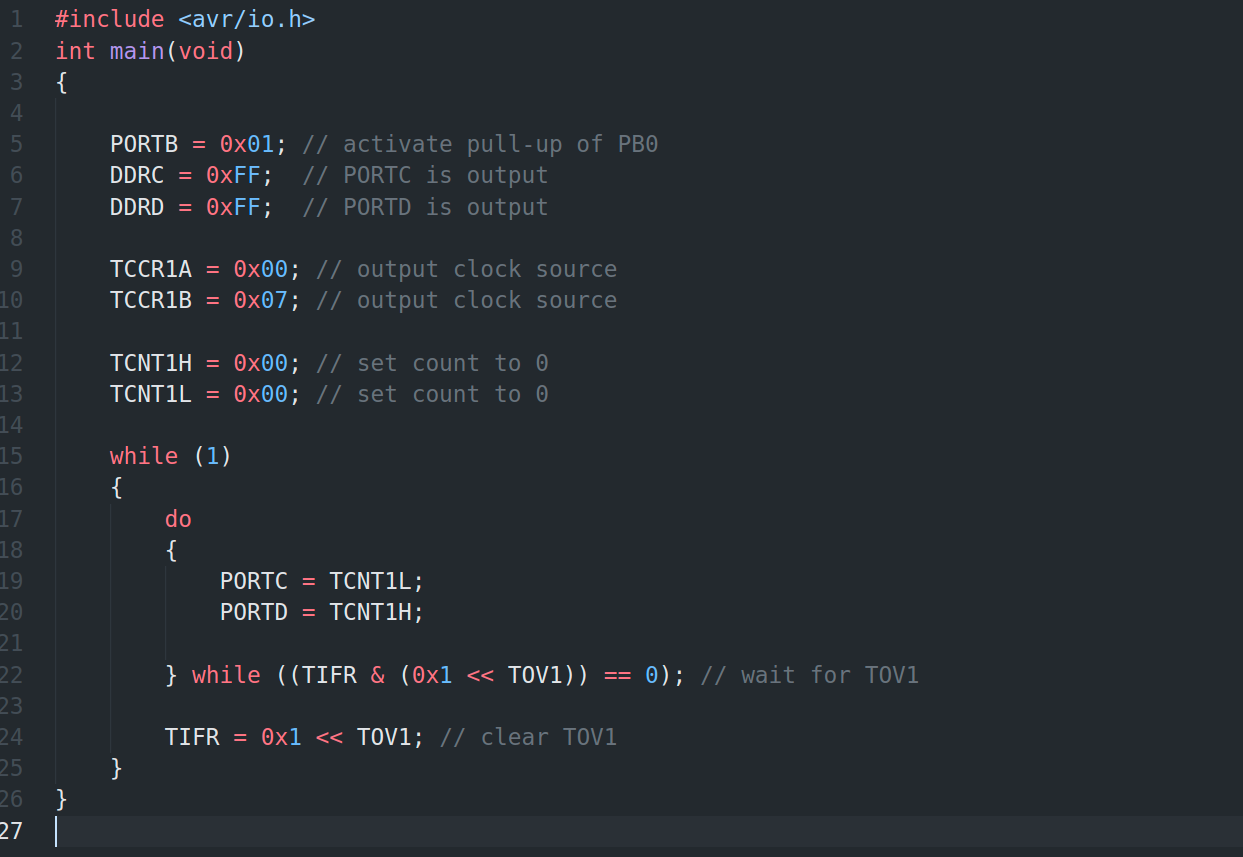 1 #include <avr/io.h>
2 int main(void)
3 {
4
5     PORTB = 0x01; // activate pull-up of PB0
6     DDRC = 0xFF;  // PORTC is output
7     DDRD = 0xFF;  // PORTD is output
8
9     TCCR1A = 0x00; // output clock source
10     TCCR1B = 0x07; // output clock source
11
12     TCNT1H = 0x00; // set count to 0
13     TCNT1L = 0x00; // set count to 0
14
15     while (1)
16     {
17         do
18         {
19             PORTC = TCNT1L;
20             PORTD = TCNT1H;
21
22         } while ((TIFR & (0x1 << TOV1)) == 0); // wait for TOV1
23
24         TIFR = 0x1 << TOV1; // clear TOV1
25     }
26 }
27